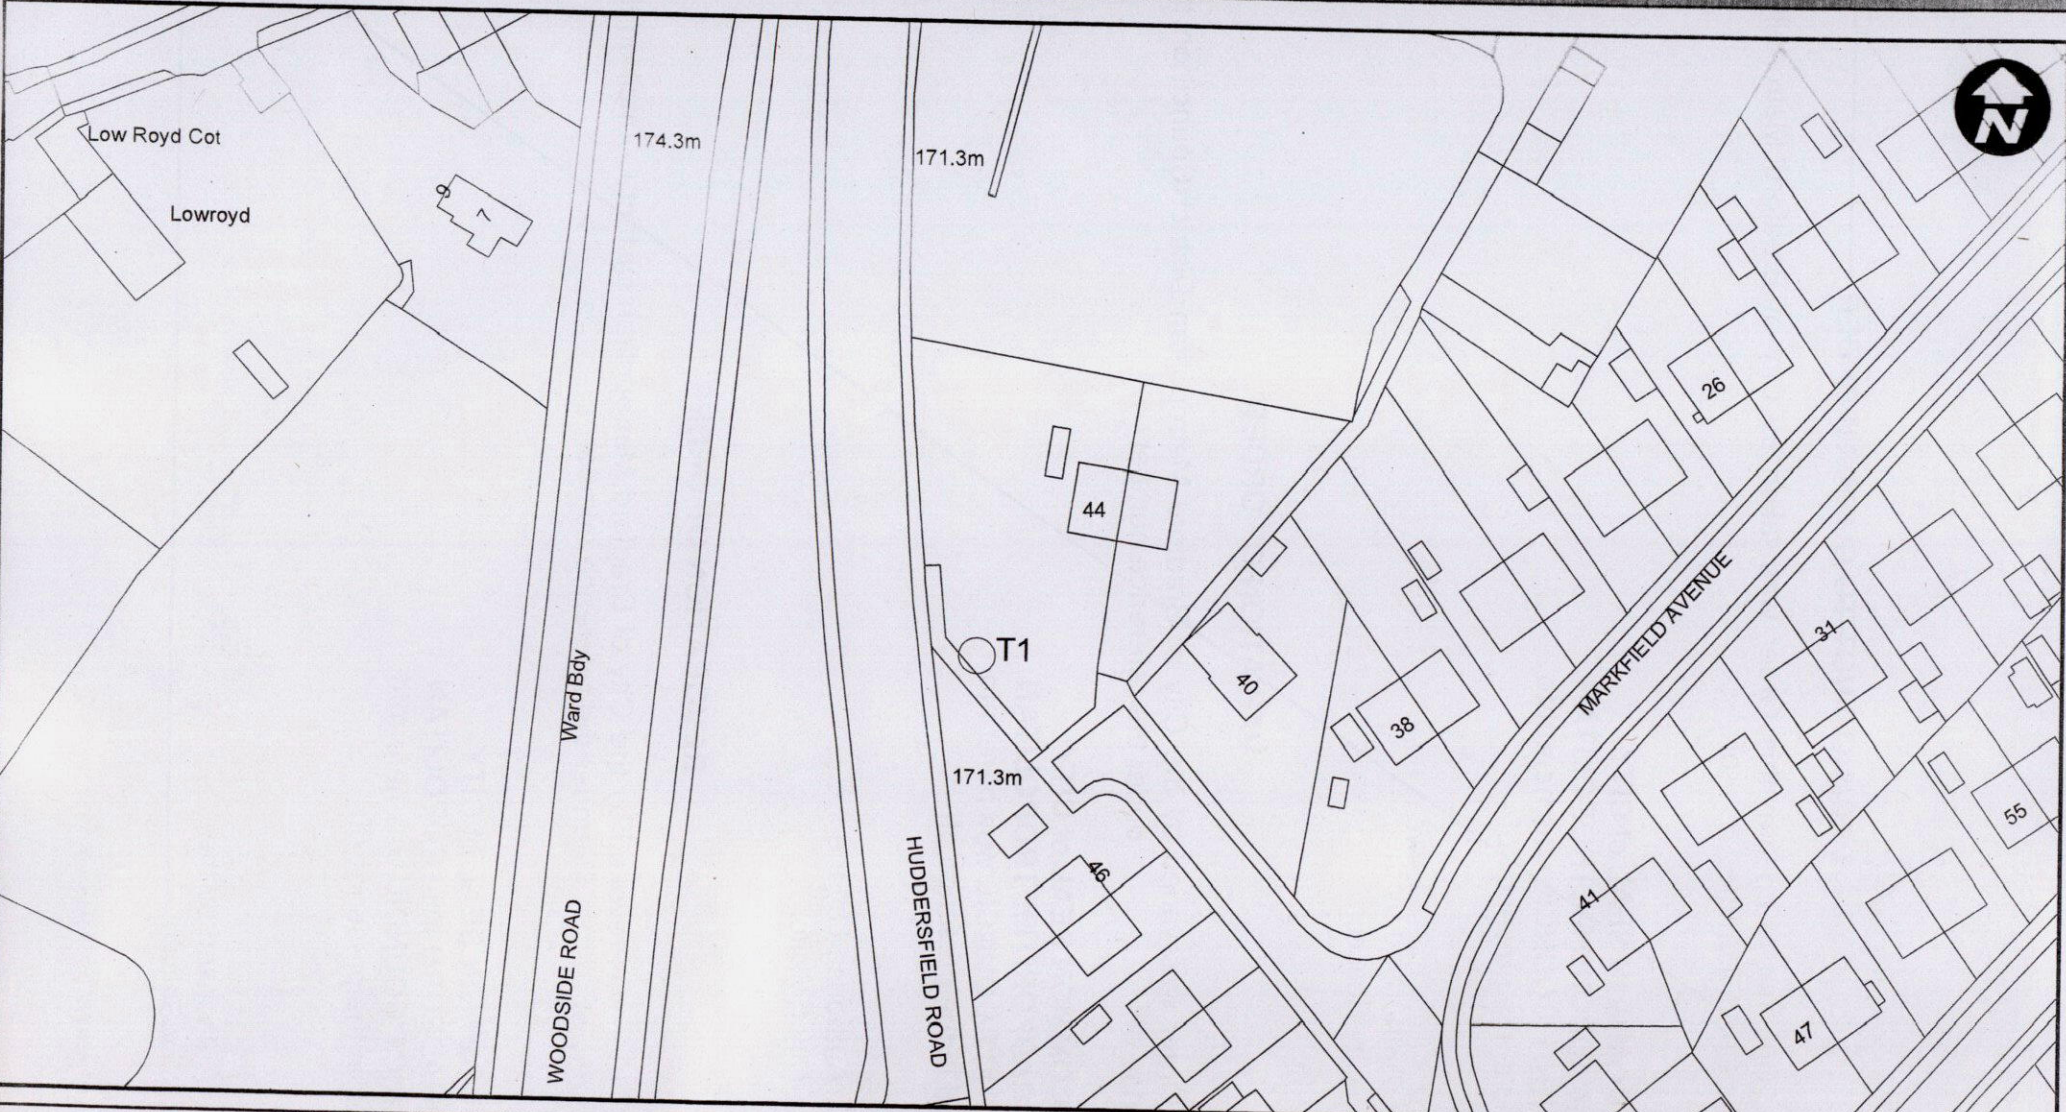 N
Low Royd Cot
174.3m
171.3m
9
7
Lowroyd
26
44
T1
40
38
31
MARKFIELD AVENUE
Ward Bdy
171.3m
46
55
41
HUDDERSFIELD ROAD
WOODSIDE ROAD
47